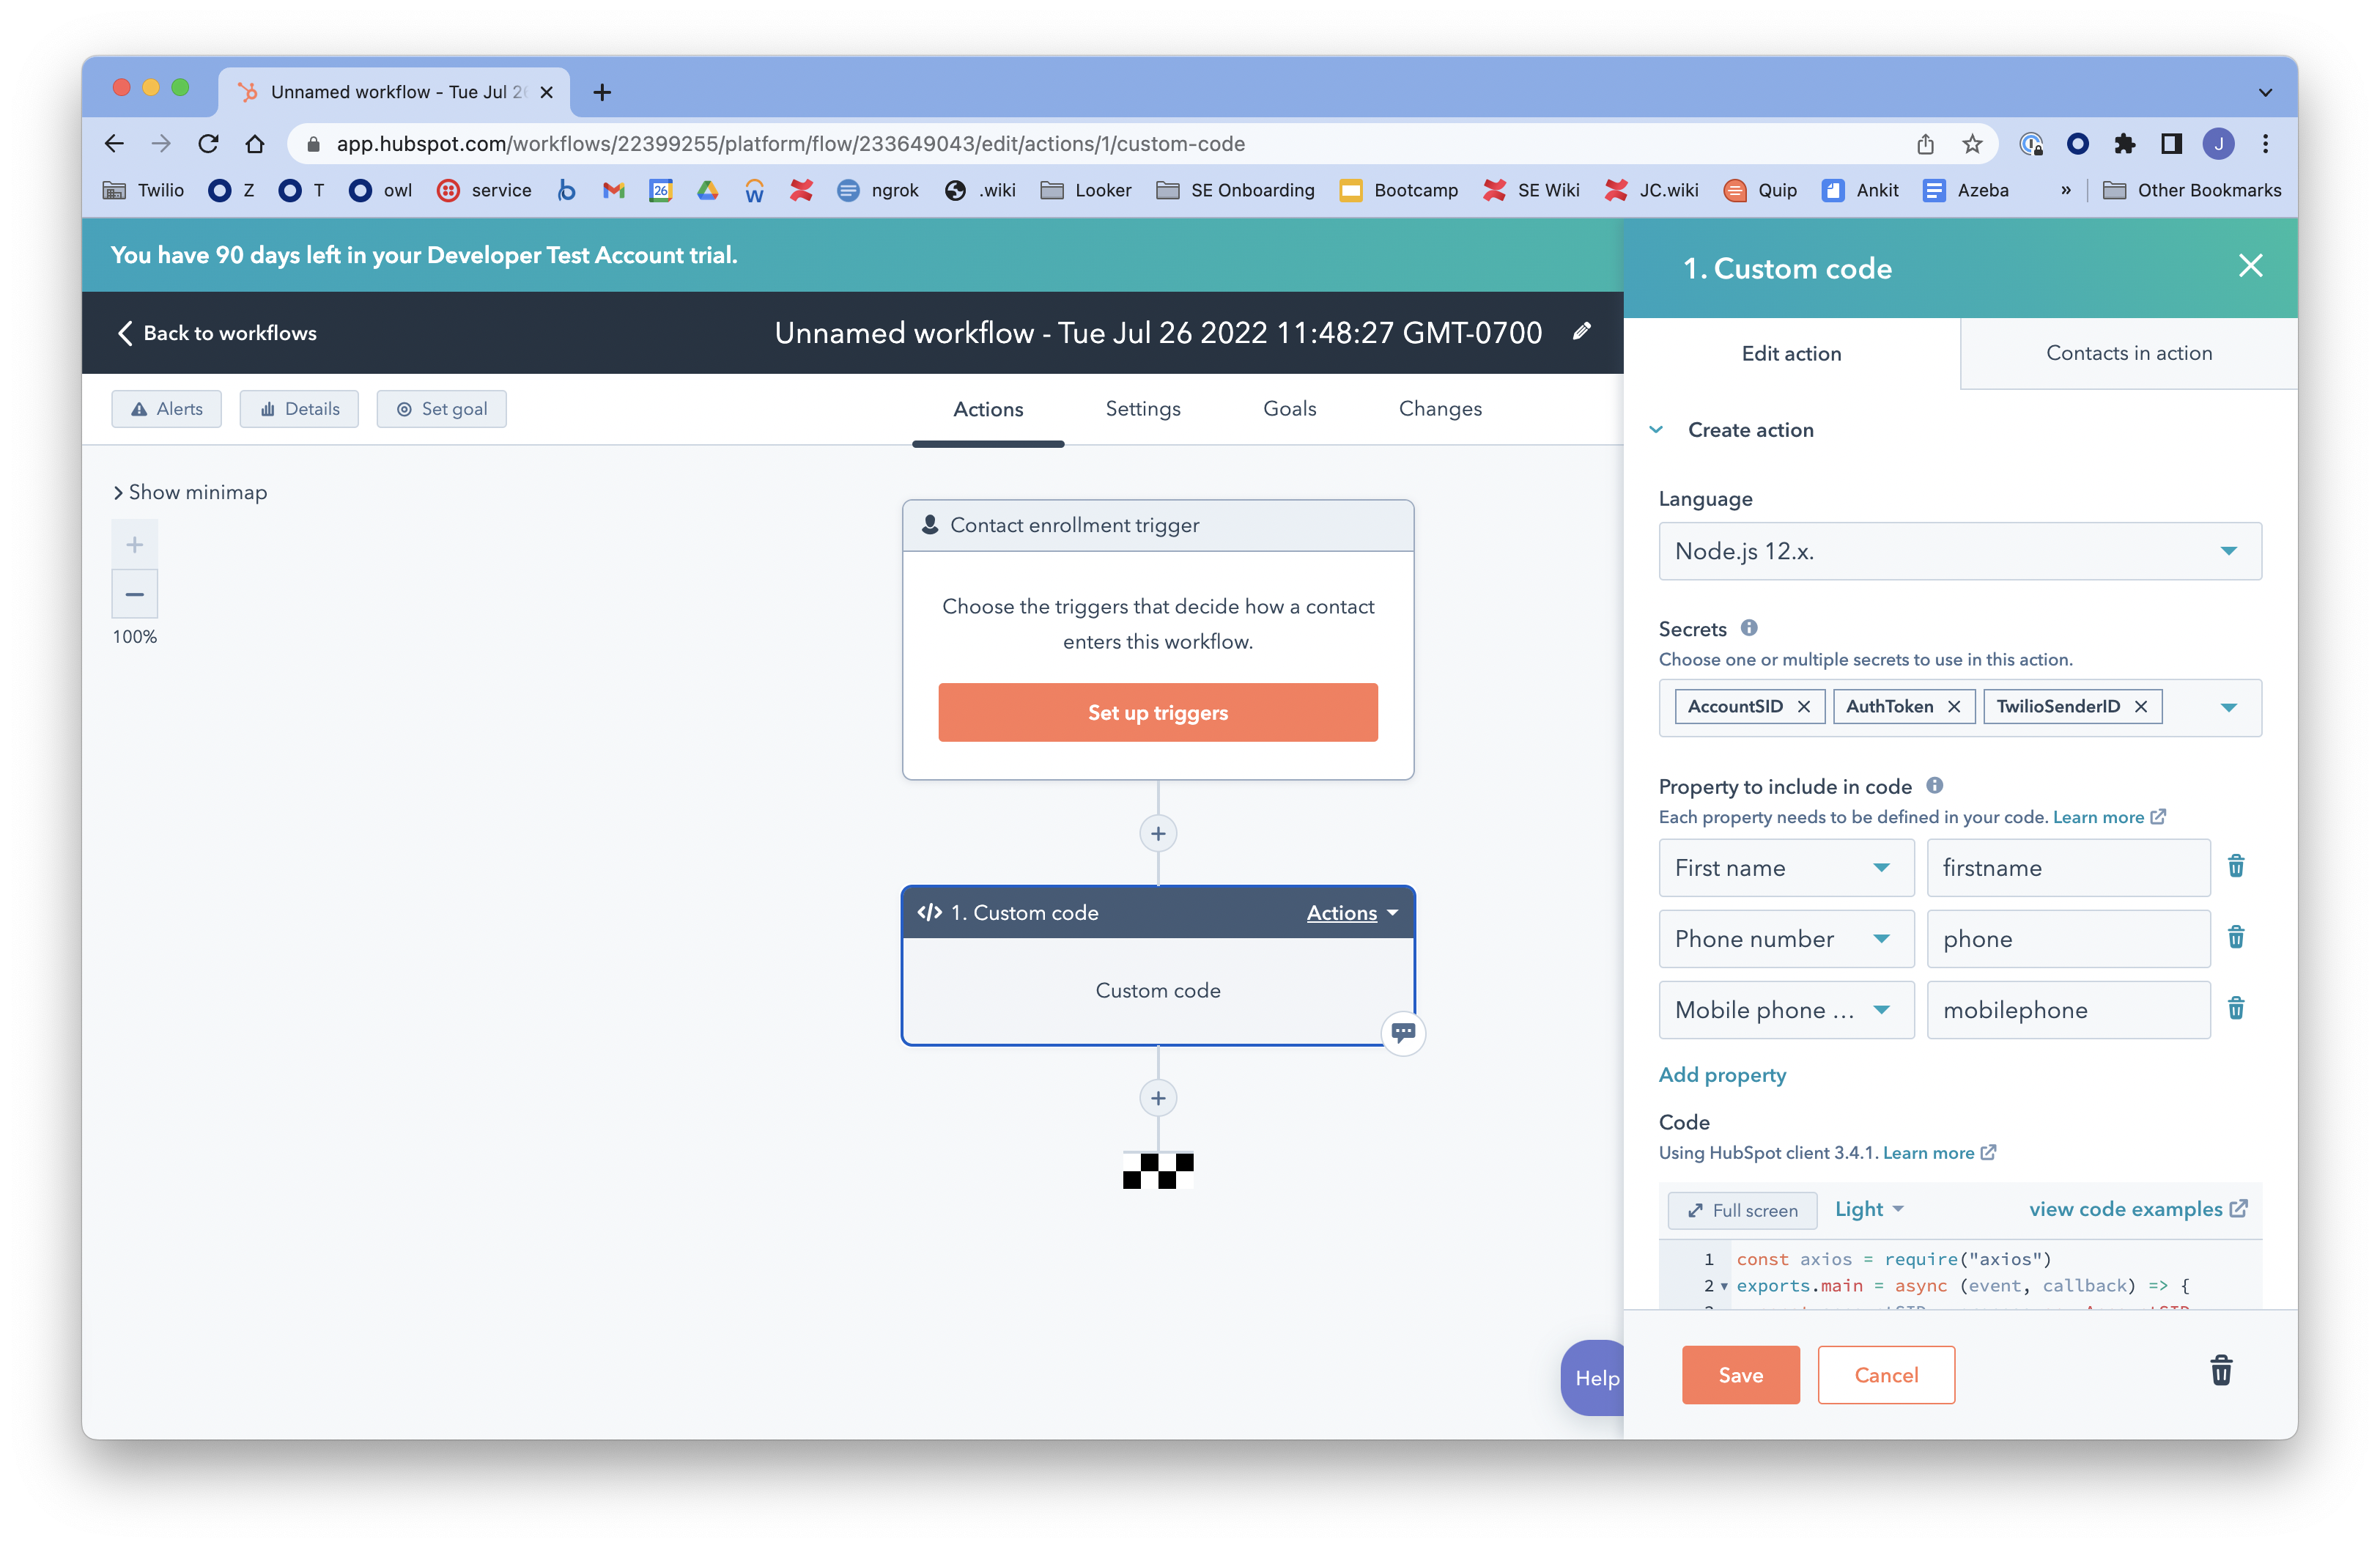 Unnamed workflow - Tue Jul 26
app.hubspot.com/workflows/22399255/platform/flow/233649043/edit/actions/1/custom-code
J
Twilio Z T owl service 26 ngrok .wiki Looker SE Onboarding Bootcamp SE Wiki JC.wiki Quip Ankit Azeba » Other Bookmarks
You have 90 days left in your Developer Test Account trial.
Back to workflows
Unnamed workflow - Tue Jul 26 2022 11:48:27 GMT-0700
Alerts Details Set goal
Actions Settings Goals Changes
Show minimap
+
−
100%
Contact enrollment trigger
Choose the triggers that decide how a contact
enters this workflow.
Set up triggers
+
</> 1. Custom code Actions
Custom code
+
Help
1. Custom code
Edit action Contacts in action
Create action
Language
Node.js 12.x.
Secrets
Choose one or multiple secrets to use in this action.
AccountSID AuthToken TwilioSenderID
Property to include in code
Each property needs to be defined in your code. Learn more
First name firstname
Phone number phone
Mobile phone ... mobilephone
Add property
Code
Using HubSpot client 3.4.1. Learn more
Full screen Light view code examples
1 const axios = require("axios")
2 exports.main = async (event, callback) => {
Save Cancel